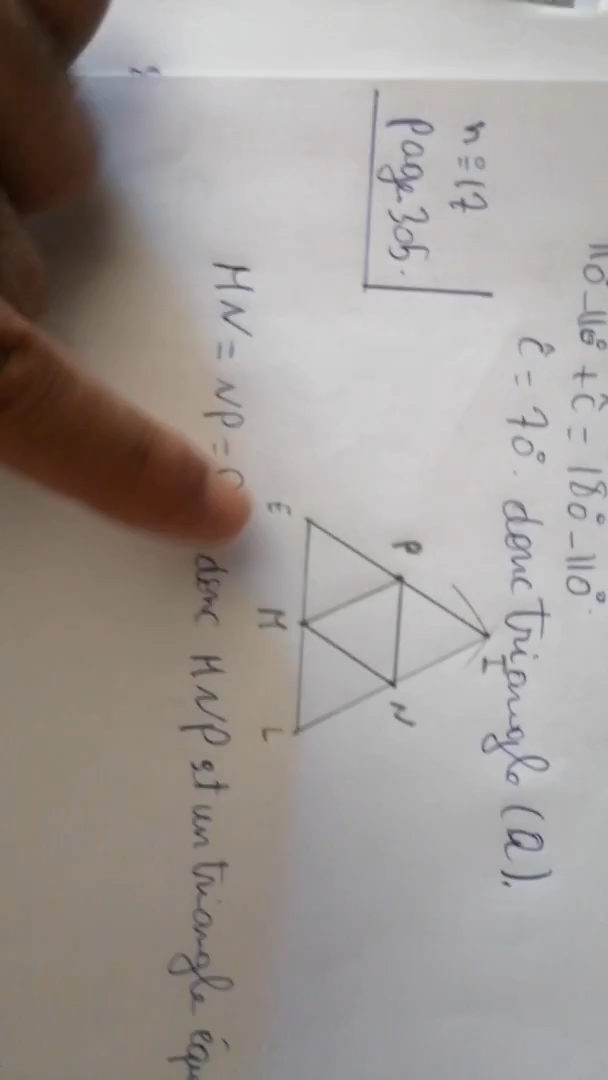 110° - 110° + Ĉ = 180° - 110°.
Ĉ = 70°. donc triangle (a).
n° 17
page 305.
I
P
N
E
M
L
MN = NP =
donc MNP est un triangle